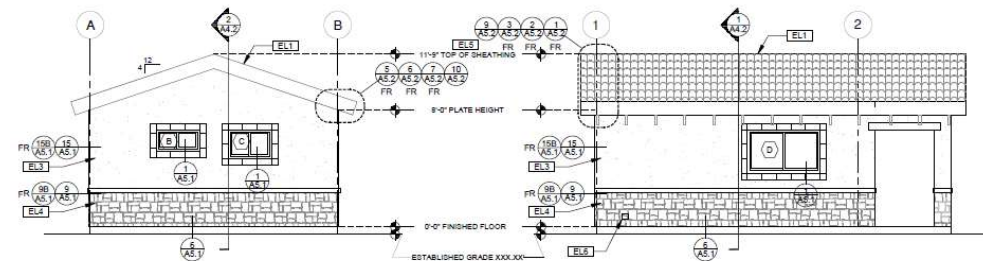 A
2
A4.2
B
EL1
12
4
EL5
9
A5.2
3
A5.2
2
A5.2
1
A5.2
FR FR FR
11'-9" TOP OF SHEATHING
5
A5.2
6
A5.2
7
A5.2
10
A5.2
FR FR FR
8'-0" PLATE HEIGHT
B
C
1
A5.1
1
A5.1
FR
15B
A5.1
15
A5.1
EL3
FR
9B
A5.1
9
A5.1
EL4
6
A5.1
0'-0" FINISHED FLOOR
ESTABLISHED GRADE XXX.XX'
1
1
A4.2
2
EL1
D
A5.1
FR
15B
A5.1
15
A5.1
EL3
FR
9B
A5.1
9
A5.1
EL4
EL6
6
A5.1